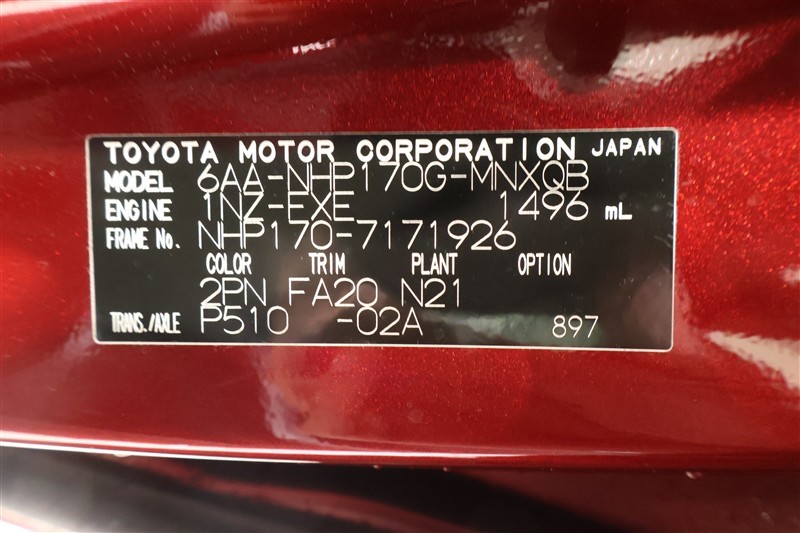 TOYOTA MOTOR CORPORATION JAPAN
MODEL 6AA-NHP170G-MNXQB
ENGINE 1NZ-EXE 1496 mL
FRAME No. NHP170-7171926
COLOR TRIM PLANT OPTION
2PN FA20 N21
TRANS./AXLE P510 -02A 897